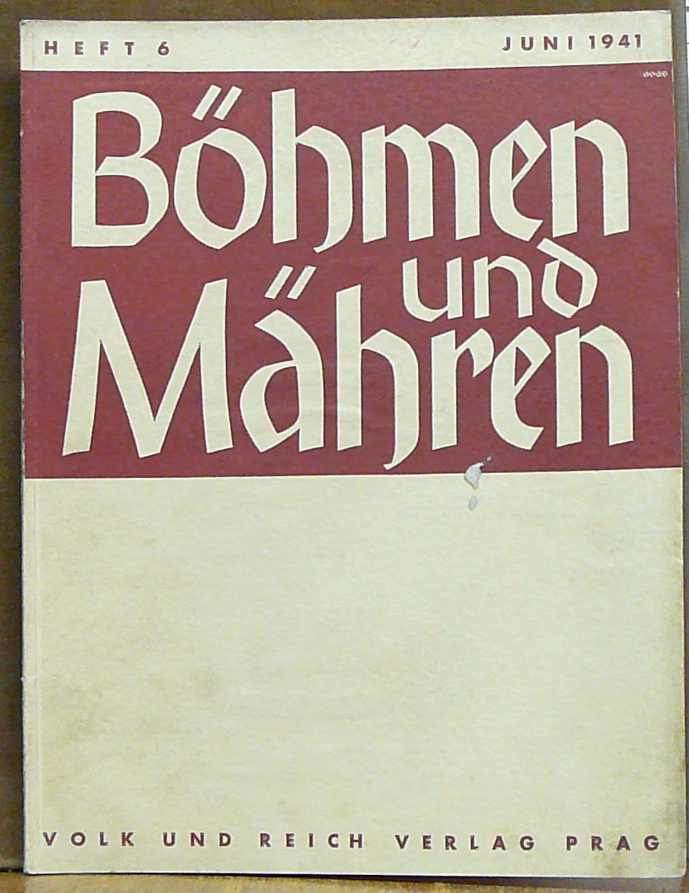 HEFT 6
JUNI 1941
Böhmen
und
Mähren
VOLK UND REICH VERLAG PRAG